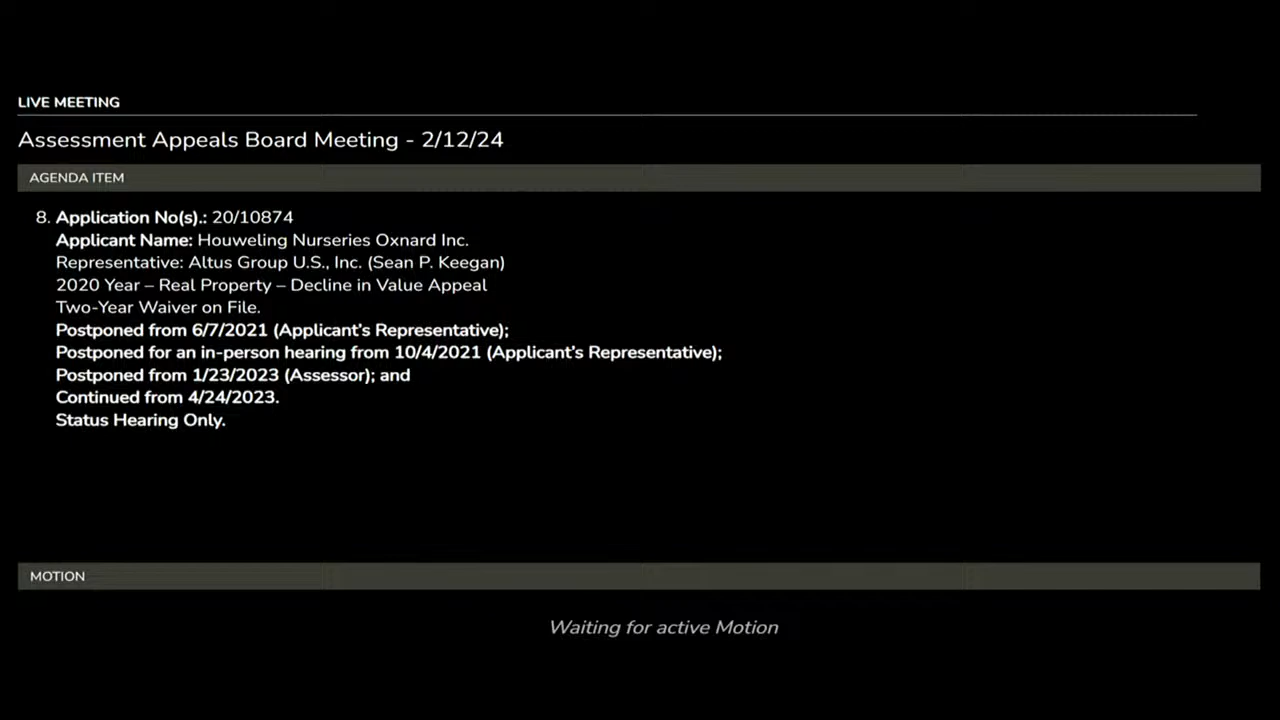 LIVE MEETING
Assessment Appeals Board Meeting - 2/12/24
AGENDA ITEM
8. Application No(s).: 20/10874
Applicant Name: Houweling Nurseries Oxnard Inc.
Representative: Altus Group U.S., Inc. (Sean P. Keegan)
2020 Year – Real Property – Decline in Value Appeal
Two-Year Waiver on File.
Postponed from 6/7/2021 (Applicant's Representative);
Postponed for an in-person hearing from 10/4/2021 (Applicant's Representative);
Postponed from 1/23/2023 (Assessor); and
Continued from 4/24/2023.
Status Hearing Only.
MOTION
Waiting for active Motion